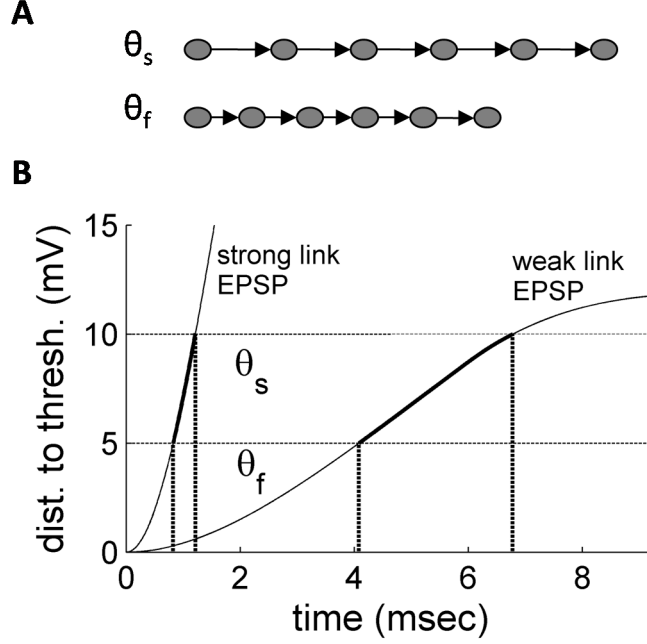 A
θs
θf
B
15
strong link
EPSP
weak link
EPSP
10
θs
5
θf
0
0 2 4 6 8
dist. to thresh. (mV)
time (msec)